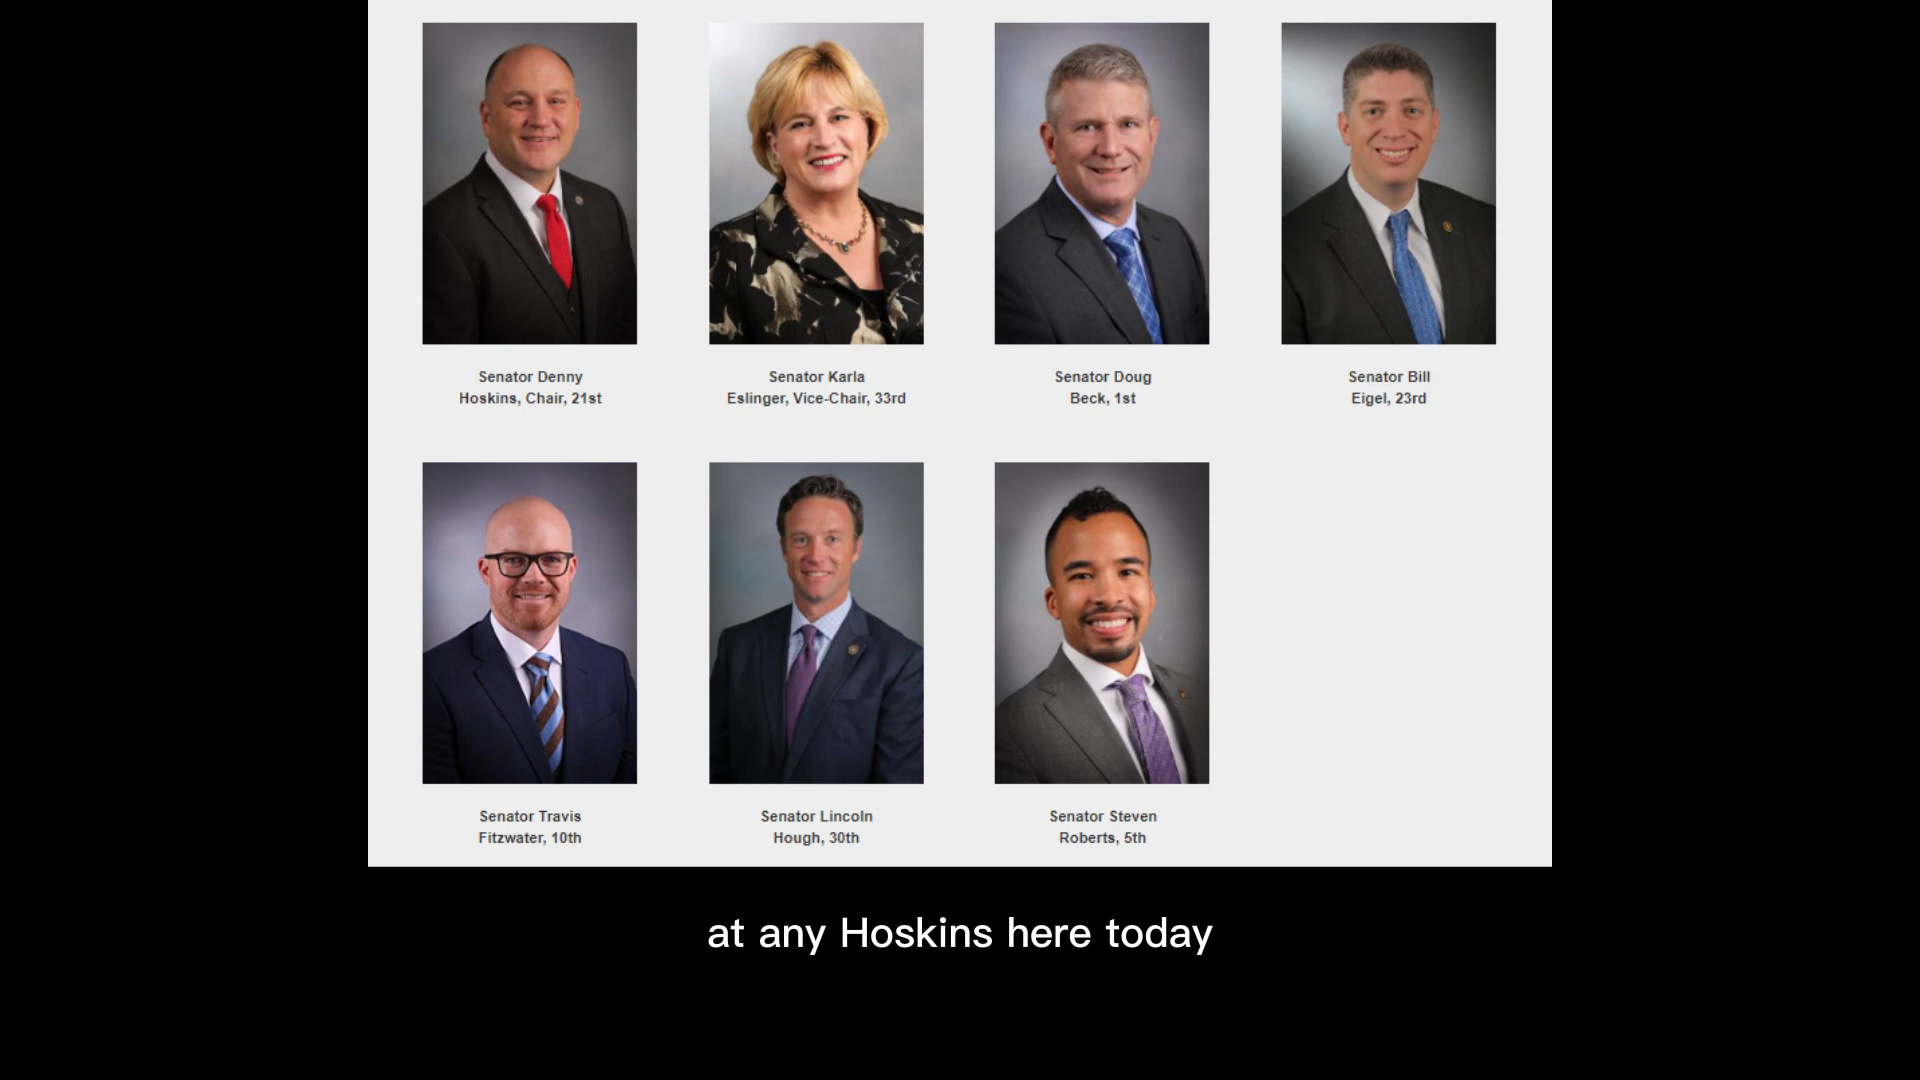 Senator Denny
Hoskins, Chair, 21st
Senator Karla
Eslinger, Vice-Chair, 33rd
Senator Doug
Beck, 1st
Senator Bill
Eigel, 23rd
Senator Travis
Fitzwater, 10th
Senator Lincoln
Hough, 30th
Senator Steven
Roberts, 5th
at any Hoskins here today